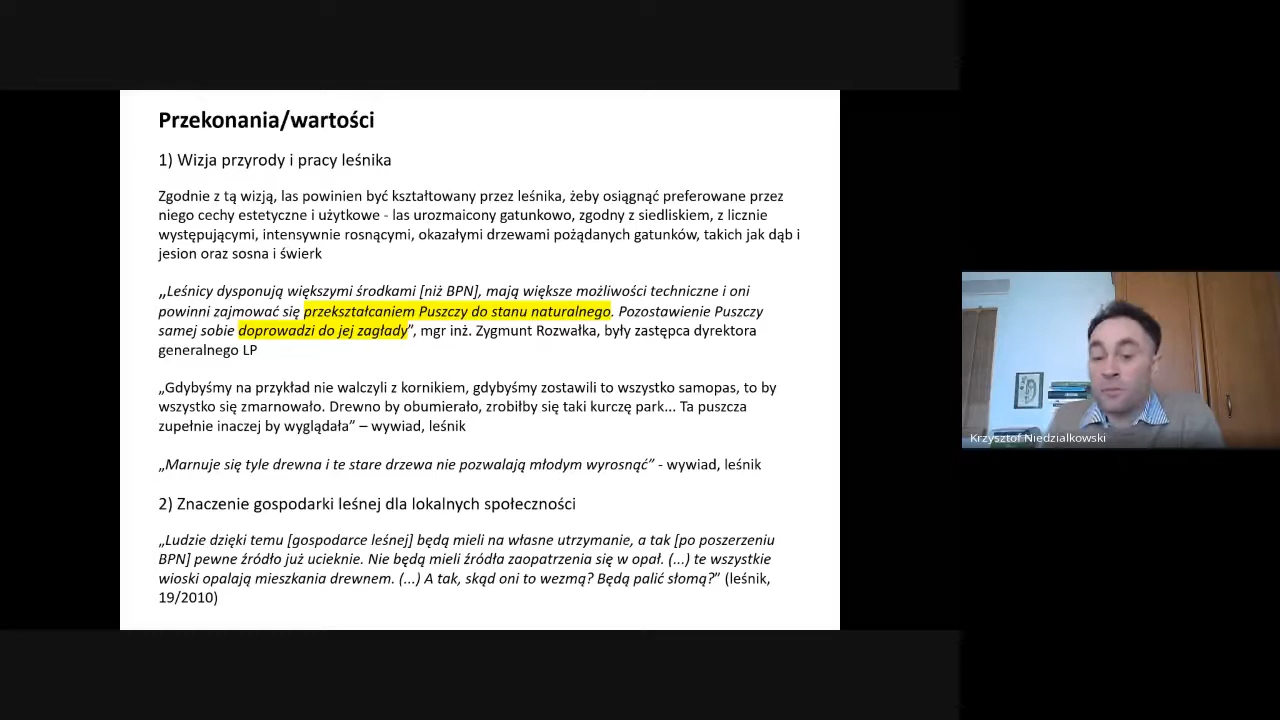 Przekonania/wartości
1) Wizja przyrody i pracy leśnika
Zgodnie z tą wizją, las powinien być kształtowany przez leśnika, żeby osiągnąć preferowane przez
niego cechy estetyczne i użytkowe - las urozmaicony gatunkowo, zgodny z siedliskiem, z licznie
występującymi, intensywnie rosnącymi, okazałymi drzewami pożądanych gatunków, takich jak dąb i
jesion oraz sosna i świerk
„Leśnicy dysponują większymi środkami [niż BPN], mają większe możliwości techniczne i oni
powinni zajmować się przekształcaniem Puszczy do stanu naturalnego. Pozostawienie Puszczy
samej sobie doprowadzi do jej zagłady”, mgr inż. Zygmunt Rozwałka, były zastępca dyrektora
generalnego LP
„Gdybyśmy na przykład nie walczyli z kornikiem, gdybyśmy zostawili to wszystko samopas, to by
wszystko się zmarnowało. Drewno by obumierało, zrobiłby się taki kurczę park... Ta puszcza
zupełnie inaczej by wyglądała” – wywiad, leśnik
„Marnuje się tyle drewna i te stare drzewa nie pozwalają młodym wyrosnąć” - wywiad, leśnik
2) Znaczenie gospodarki leśnej dla lokalnych społeczności
„Ludzie dzięki temu [gospodarce leśnej] będą mieli na własne utrzymanie, a tak [po poszerzeniu
BPN] pewne źródło już ucieknie. Nie będą mieli źródła zaopatrzenia się w opał. (...) te wszystkie
wioski opalają mieszkania drewnem. (...) A tak, skąd oni to wezmą? Będą palić słomą?” (leśnik,
19/2010)
Krzysztof Niedzialkowski